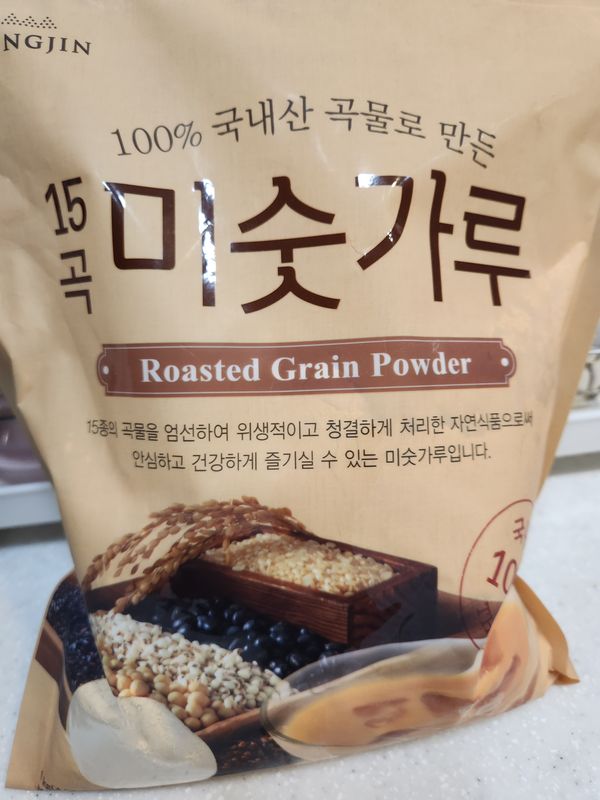 NGJIN
100% 국내산 곡물로 만든
15곡 미숫가루
Roasted Grain Powder
15종의 곡물을 엄선하여 위생적이고 청결하게 처리한 자연식품으로써
안심하고 건강하게 즐기실 수 있는 미숫가루입니다.
국
10